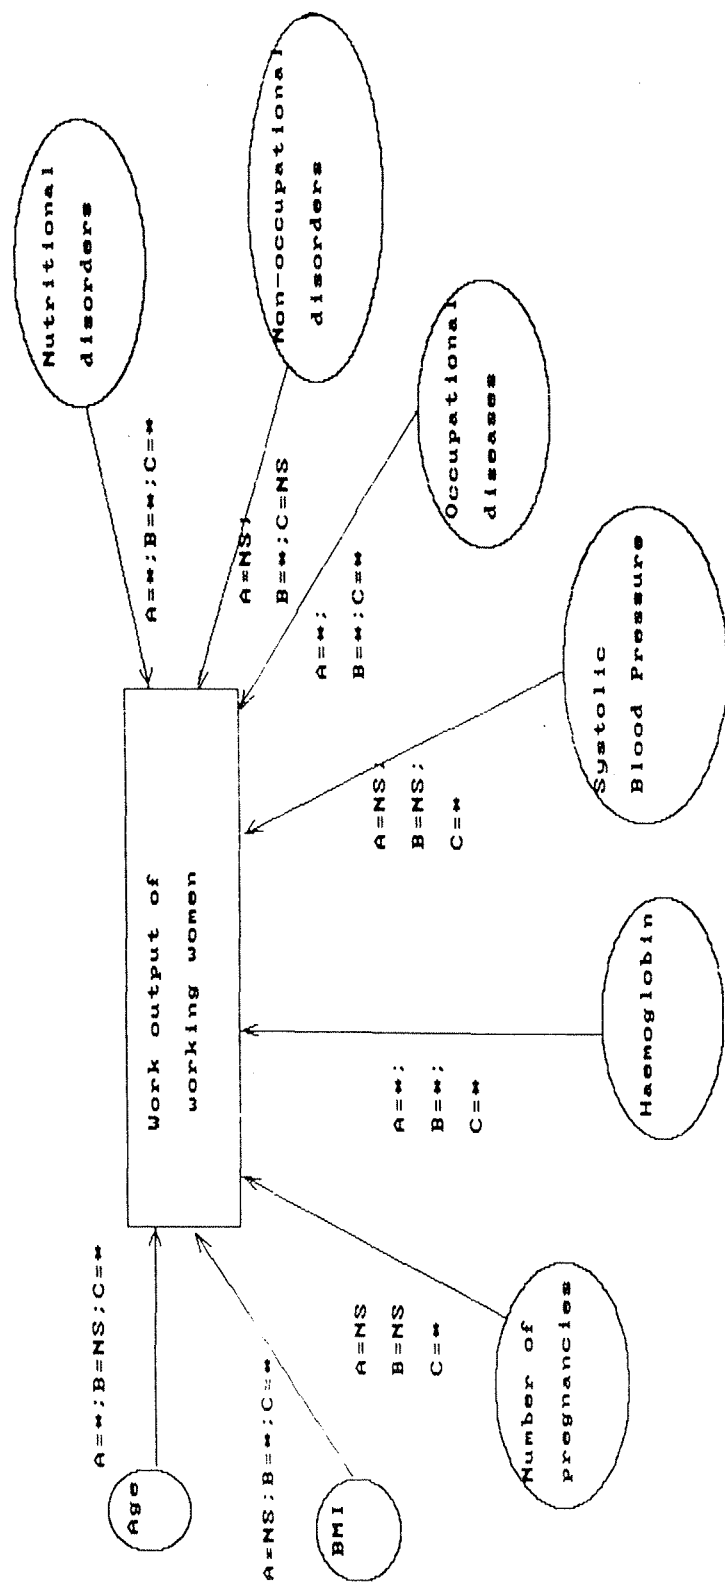 Age
A=*;B=NS;C=*
BMI
A=NS;B=*;C=*
Work output of
working women
Nutritional
disorders
A=*;B=*;C=*
Non-occupational
disorders
A=NS;
B=*;C=NS
Occupational
diseases
A=*;
B=*;C=*
Systolic
Blood Pressure
A=NS;
B=NS;
C=*
Haemoglobin
A=*;
B=*;
C=*
Number of
pregnancies
A=NS
B=NS
C=*